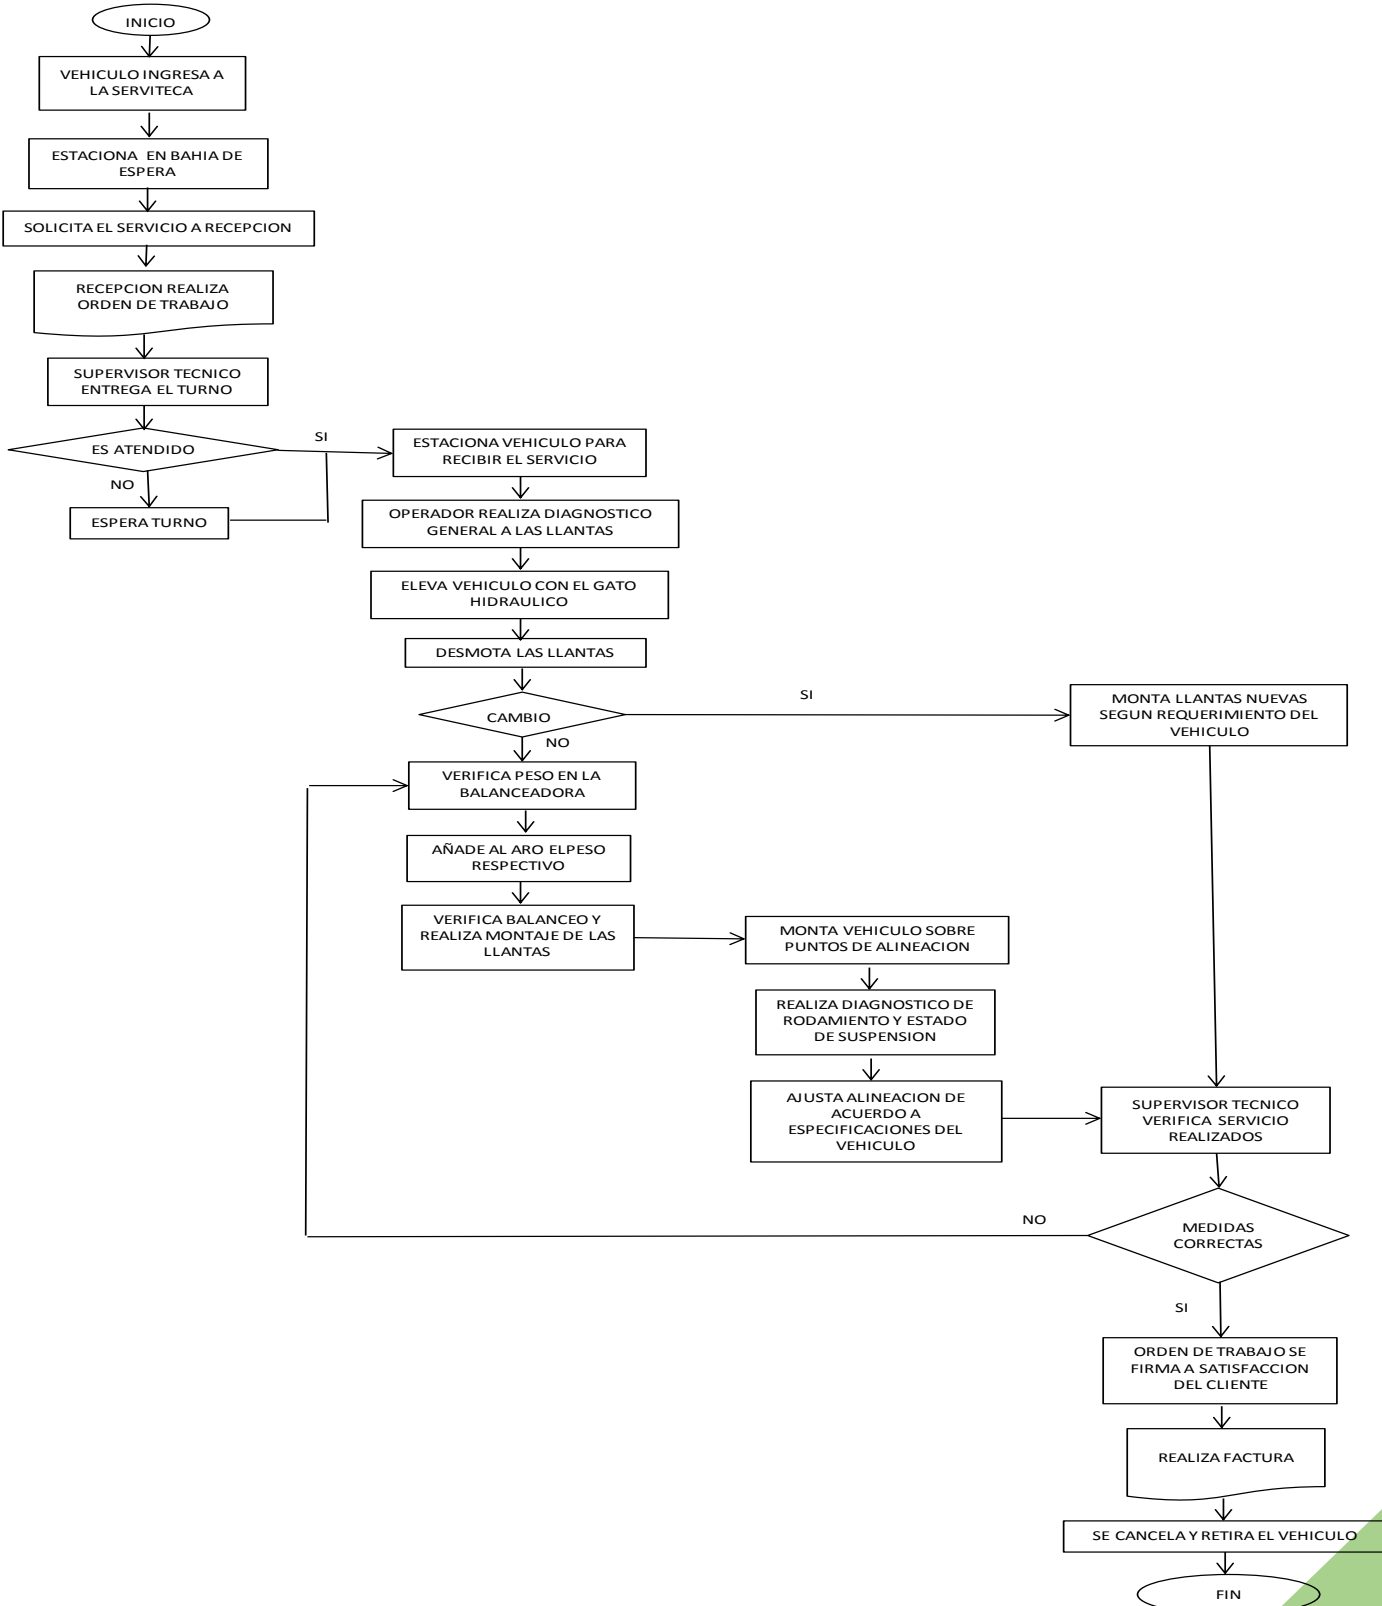 INICIO
VEHICULO INGRESA A
LA SERVITECA
ESTACIONA EN BAHIA DE
ESPERA
SOLICITA EL SERVICIO A RECEPCION
RECEPCION REALIZA
ORDEN DE TRABAJO
SUPERVISOR TECNICO
ENTREGA EL TURNO
ES ATENDIDO
SI
NO
ESPERA TURNO
ESTACIONA VEHICULO PARA
RECIBIR EL SERVICIO
OPERADOR REALIZA DIAGNOSTICO
GENERAL A LAS LLANTAS
ELEVA VEHICULO CON EL GATO
HIDRAULICO
DESMOTA LAS LLANTAS
CAMBIO
SI
NO
MONTA LLANTAS NUEVAS
SEGUN REQUERIMIENTO DEL
VEHICULO
VERIFICA PESO EN LA
BALANCEADORA
AÑADE AL ARO ELPESO
RESPECTIVO
VERIFICA BALANCEO Y
REALIZA MONTAJE DE LAS
LLANTAS
MONTA VEHICULO SOBRE
PUNTOS DE ALINEACION
REALIZA DIAGNOSTICO DE
RODAMIENTO Y ESTADO
DE SUSPENSION
AJUSTA ALINEACION DE
ACUERDO A
ESPECIFICACIONES DEL
VEHICULO
SUPERVISOR TECNICO
VERIFICA SERVICIO
REALIZADOS
NO
MEDIDAS
CORRECTAS
SI
ORDEN DE TRABAJO SE
FIRMA A SATISFACCION
DEL CLIENTE
REALIZA FACTURA
SE CANCELA Y RETIRA EL VEHICULO
FIN